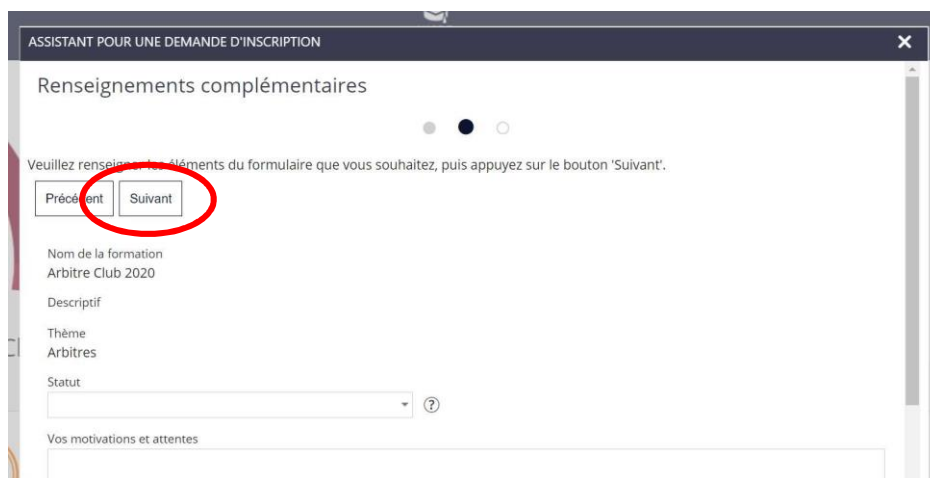 ASSISTANT POUR UNE DEMANDE D'INSCRIPTION
Renseignements complémentaires
Veuillez renseigner les éléments du formulaire que vous souhaitez, puis appuyez sur le bouton 'Suivant'.
Précédent Suivant
Nom de la formation
Arbitre Club 2020
Descriptif
Thème
Arbitres
Statut
?
Vos motivations et attentes